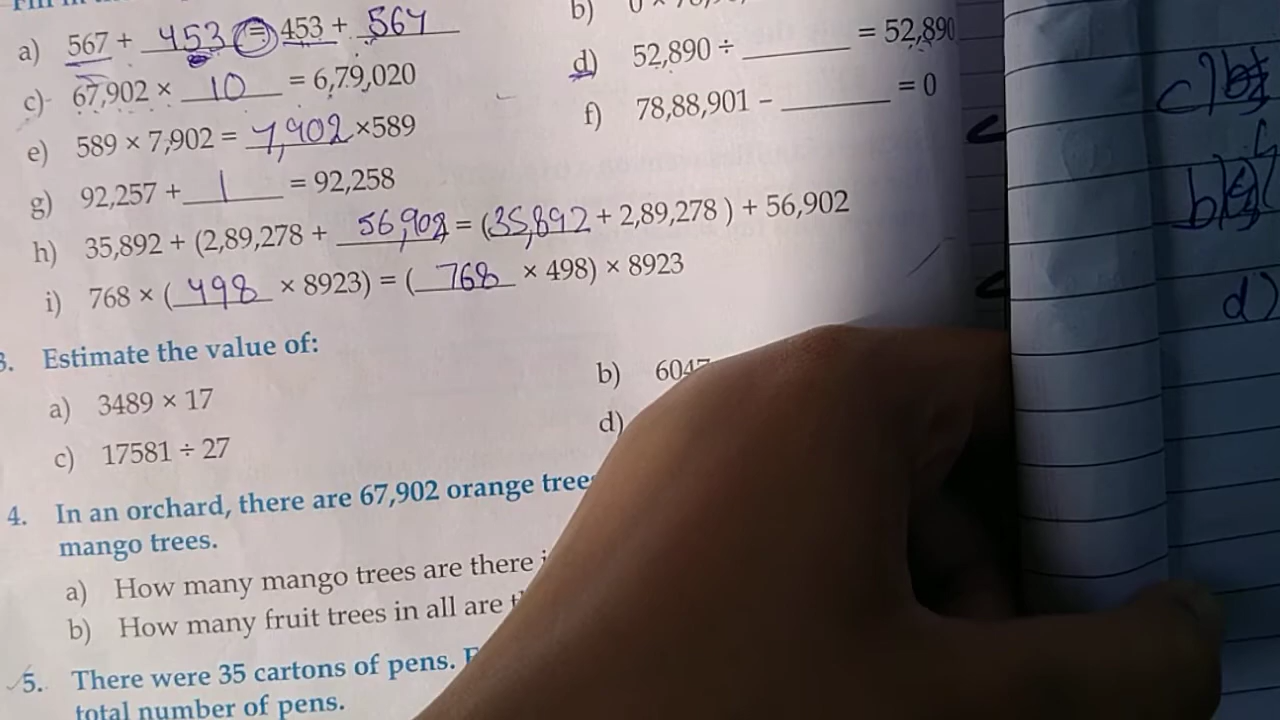 a) 567 + 453 = 453 + 567
b) 0 ×
c) 67,902 × 10 = 6,79,020
d) 52,890 ÷ ______ = 52,890
e) 589 × 7,902 = 7,902 ×589
f) 78,88,901 − ______ = 0
g) 92,257 + 1 = 92,258
h) 35,892 + (2,89,278 + 56,902 = (35,892 + 2,89,278 ) + 56,902
i) 768 × ( 498 × 8923) = ( 768 × 498) × 8923
3. Estimate the value of:
a) 3489 × 17
b) 6047
c) 17581 ÷ 27
d)
4. In an orchard, there are 67,902 orange trees
mango trees.
a) How many mango trees are there
b) How many fruit trees in all are
5. There were 35 cartons of pens.
total number of pens.
c)
b)
d)